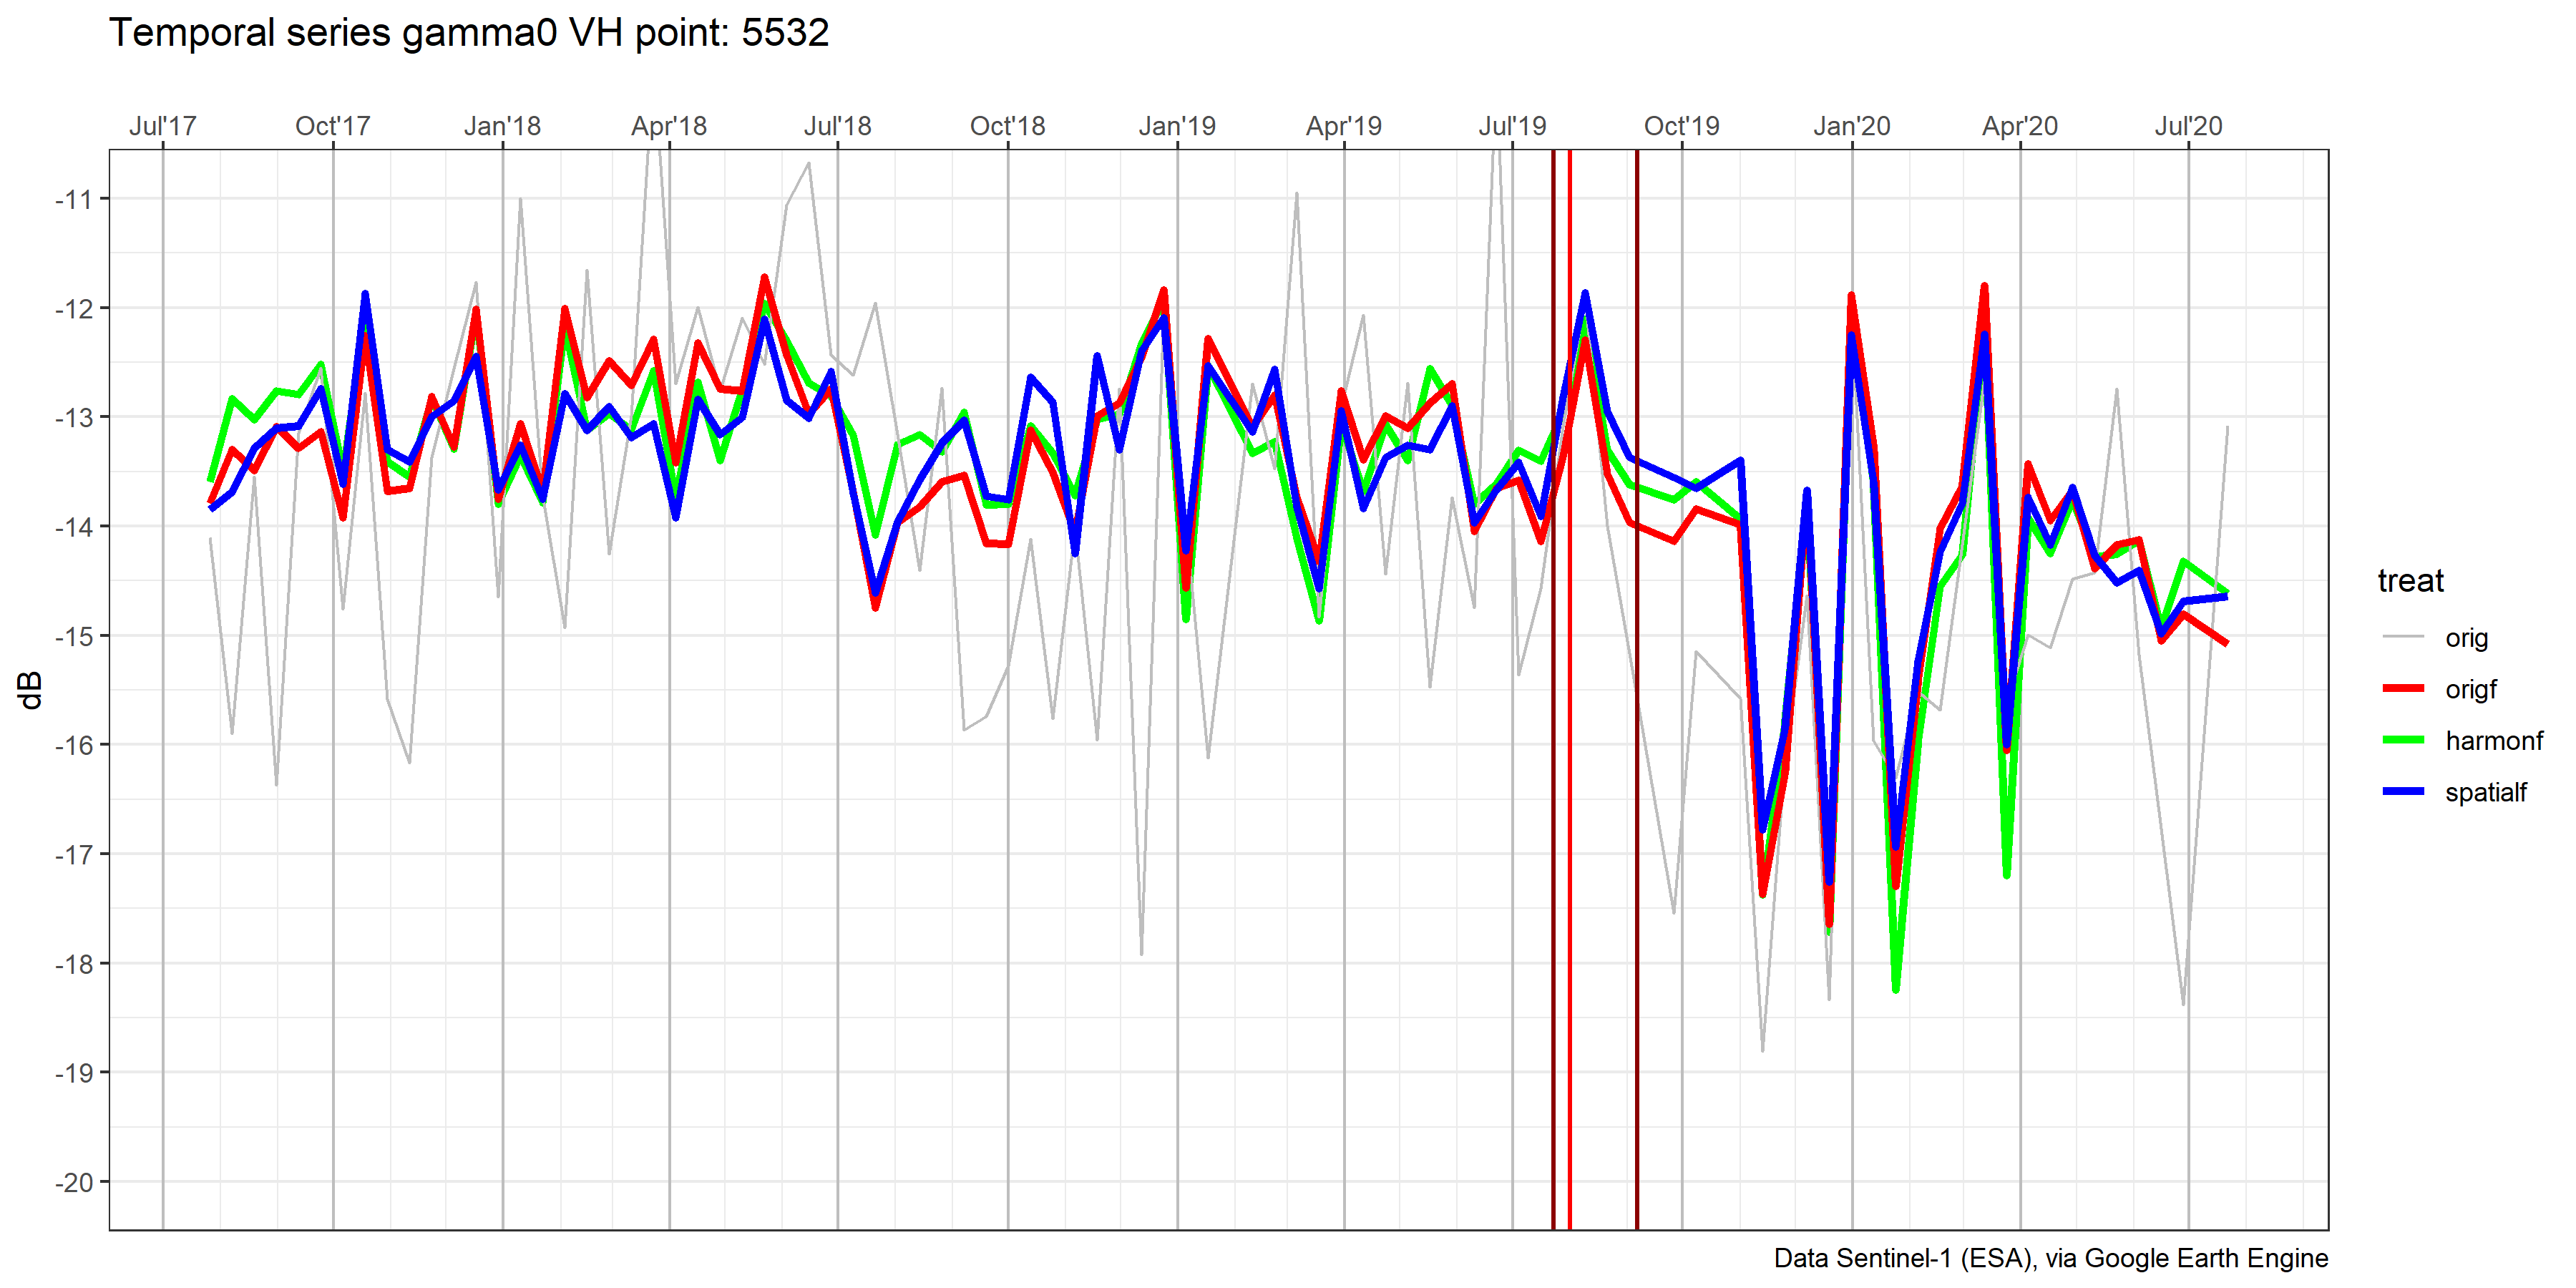 Temporal series gamma0 VH point: 5532
Jul'17 Oct'17 Jan'18 Apr'18 Jul'18 Oct'18 Jan'19 Apr'19 Jul'19 Oct'19 Jan'20 Apr'20 Jul'20
-11
-12
-13
-14
-15
-16
-17
-18
-19
-20
dB
treat
orig
origf
harmonf
spatialf
Data Sentinel-1 (ESA), via Google Earth Engine